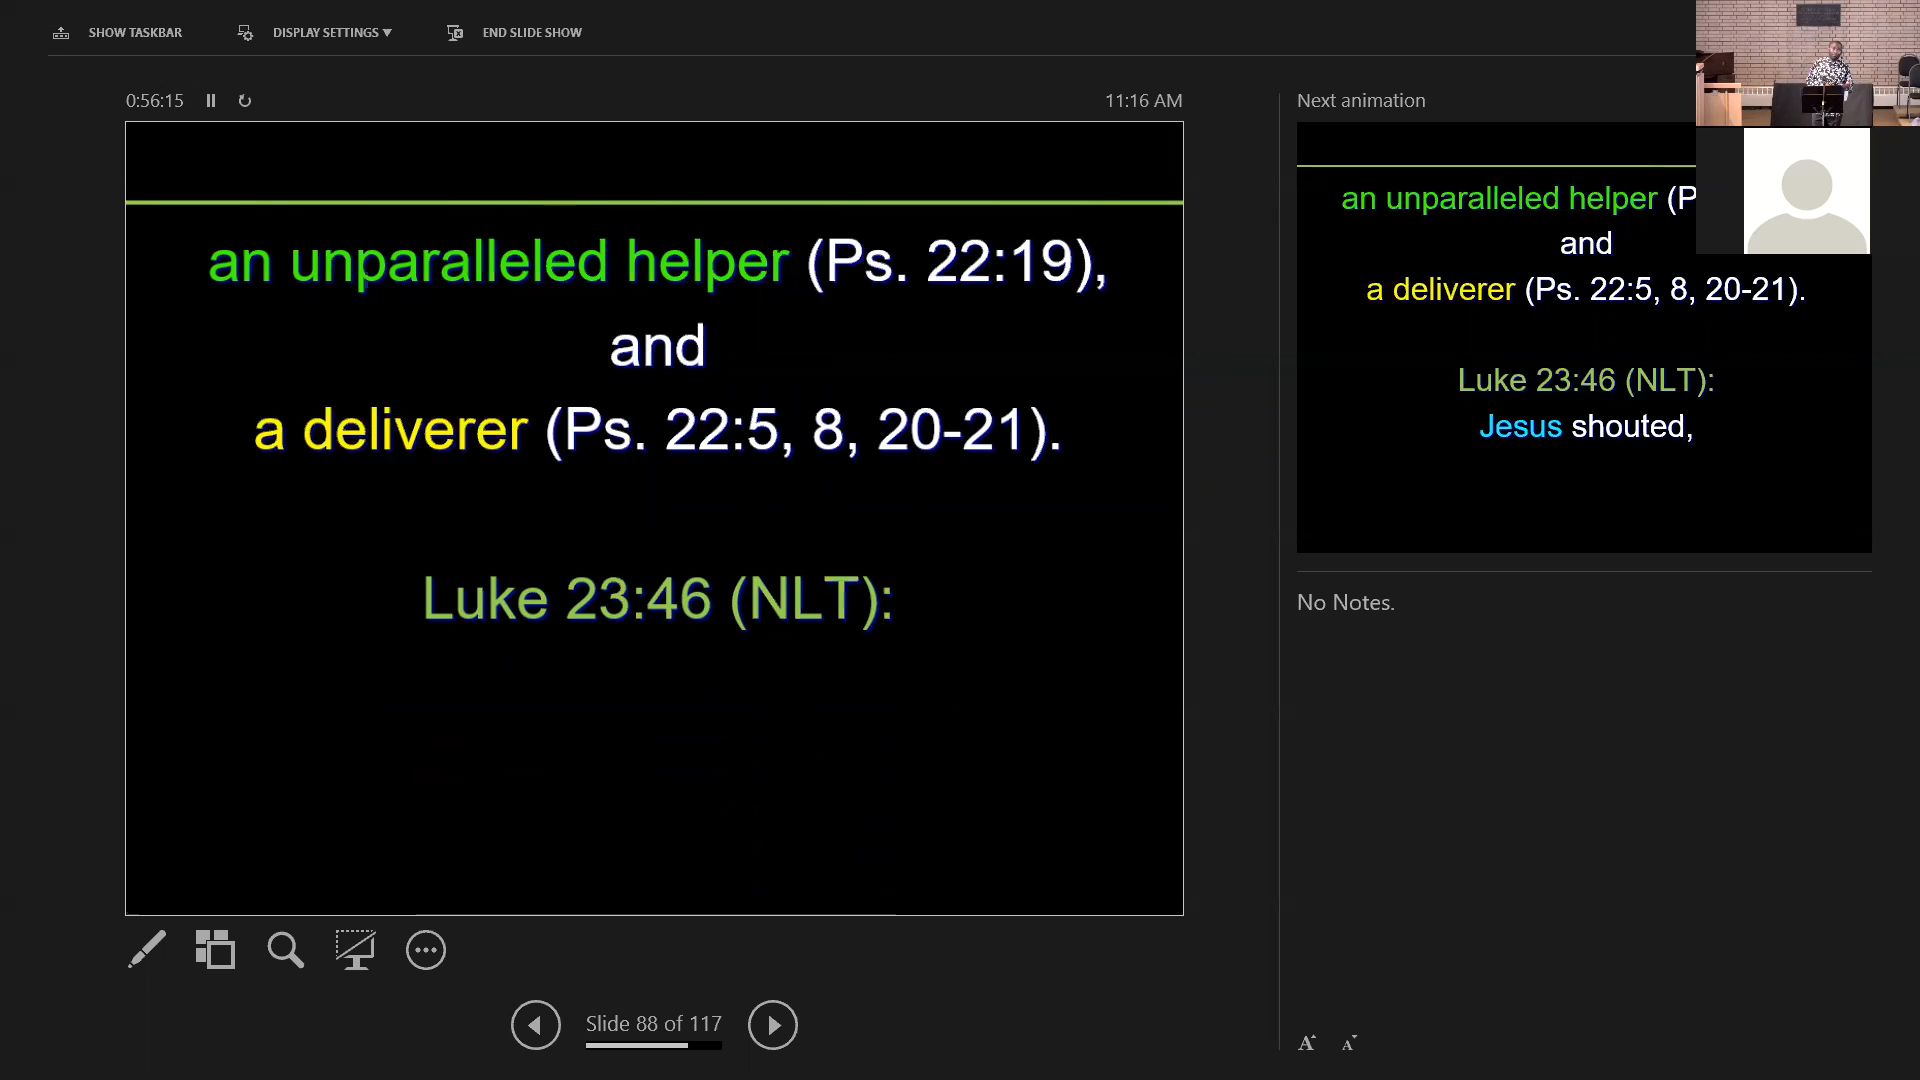 SHOW TASKBAR
DISPLAY SETTINGS ▼
END SLIDE SHOW
0:56:15
11:16 AM
an unparalleled helper (Ps. 22:19),
and
a deliverer (Ps. 22:5, 8, 20-21).
Luke 23:46 (NLT):
Slide 88 of 117
Next animation
an unparalleled helper (P
and
a deliverer (Ps. 22:5, 8, 20-21).
Luke 23:46 (NLT):
Jesus shouted,
No Notes.
A A